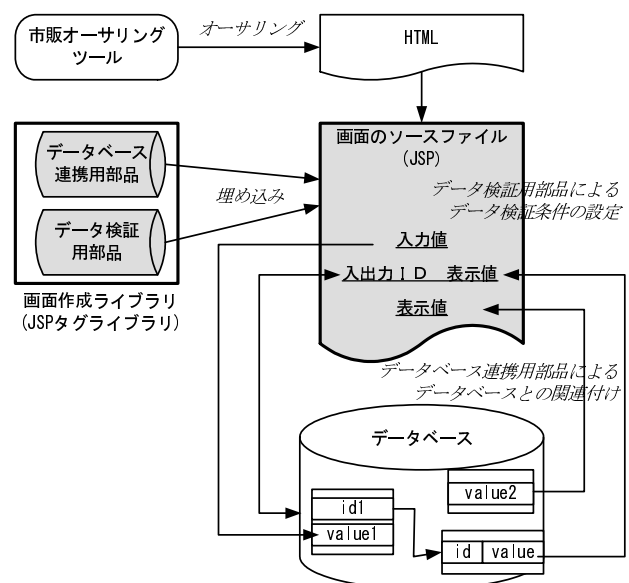 市販オーサリング
ツール
オーサリング
HTML
データベース
連携用部品
データ検証
用部品
埋め込み
画面作成ライブラリ
(JSPタグライブラリ)
画面のソースファイル
(JSP)
データ検証用部品による
データ検証条件の設定
入力値
入出力ＩＤ　表示値
表示値
データベース連携用部品による
データベースとの関連付け
データベース
value2
id1
value1
id value